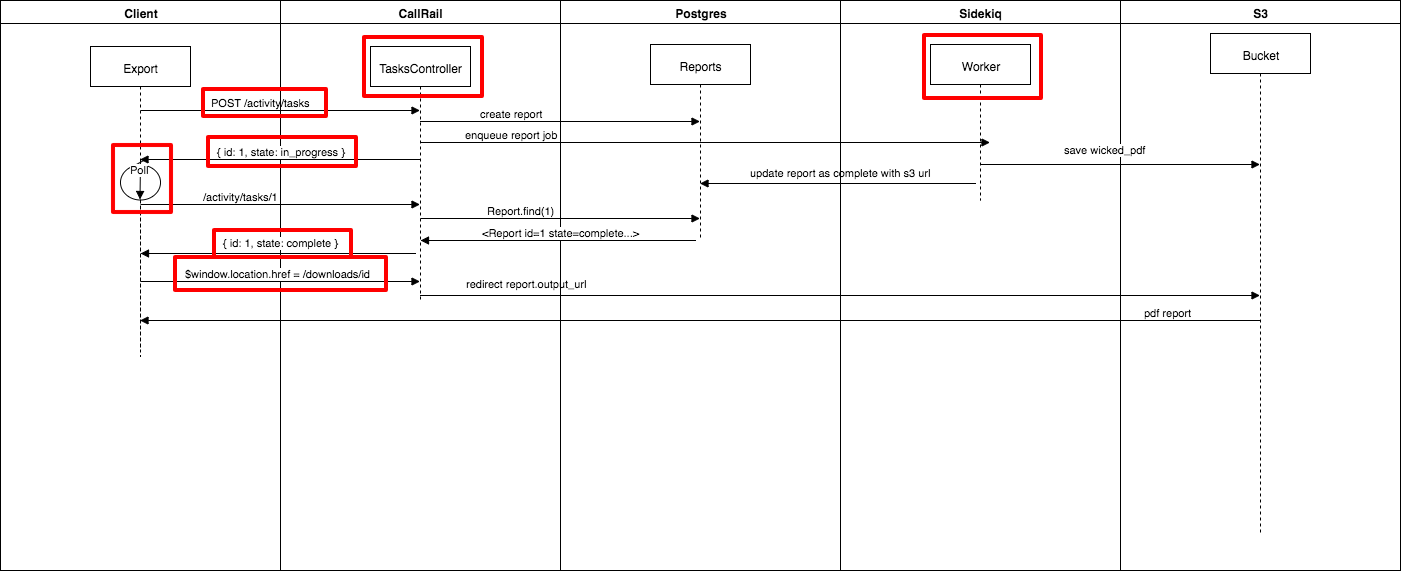 Client
CallRail
Postgres
Sidekiq
S3
Export
TasksController
Reports
Worker
Bucket
POST /activity/tasks
create report
enqueue report job
{ id: 1, state: in_progress }
save wicked_pdf
Poll
update report as complete with s3 url
/activity/tasks/1
Report.find(1)
<Report id=1 state=complete...>
{ id: 1, state: complete }
$window.location.href = /downloads/id
redirect report.output_url
pdf report